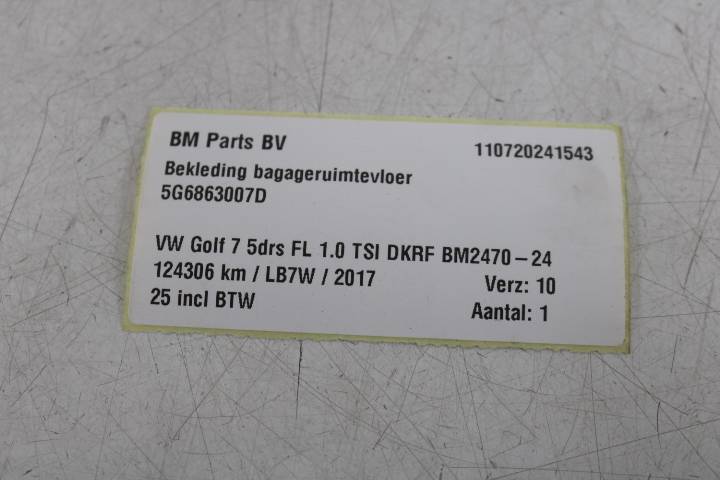 BM Parts BV 110720241543
Bekleding bagageruimtevloer
5G6863007D
VW Golf 7 5drs FL 1.0 TSI DKRF BM2470-24
124306 km / LB7W / 2017 Verz: 10
25 incl BTW Aantal: 1